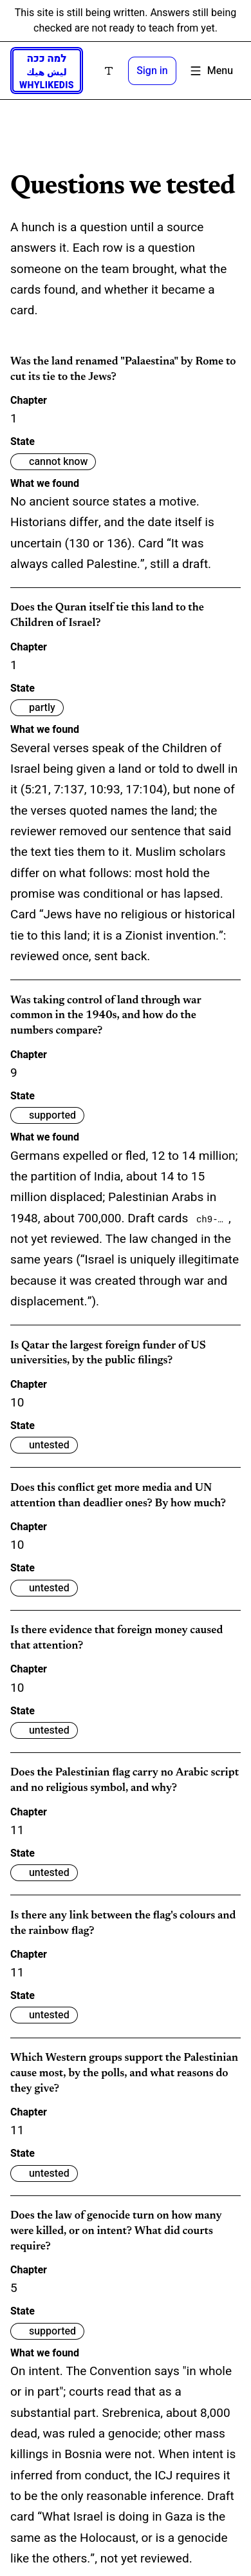 This site is still being written. Answers still being
checked are not ready to teach from yet.
למה ככה
ليش هيك
WHYLIKEDIS
T
Sign in
Menu
Questions we tested
A hunch is a question until a source
answers it. Each row is a question
someone on the team brought, what the
cards found, and whether it became a
card.
Was the land renamed "Palaestina" by Rome to
cut its tie to the Jews?
Chapter
1
State
cannot know
What we found
No ancient source states a motive.
Historians differ, and the date itself is
uncertain (130 or 136). Card “It was
always called Palestine.”, still a draft.
Does the Quran itself tie this land to the
Children of Israel?
Chapter
1
State
partly
What we found
Several verses speak of the Children of
Israel being given a land or told to dwell in
it (5:21, 7:137, 10:93, 17:104), but none of
the verses quoted names the land; the
reviewer removed our sentence that said
the text ties them to it. Muslim scholars
differ on what follows: most hold the
promise was conditional or has lapsed.
Card “Jews have no religious or historical
tie to this land; it is a Zionist invention.”:
reviewed once, sent back.
Was taking control of land through war
common in the 1940s, and how do the
numbers compare?
Chapter
9
State
supported
What we found
Germans expelled or fled, 12 to 14 million;
the partition of India, about 14 to 15
million displaced; Palestinian Arabs in
1948, about 700,000. Draft cards ch9-… ,
not yet reviewed. The law changed in the
same years (“Israel is uniquely illegitimate
because it was created through war and
displacement.”).
Is Qatar the largest foreign funder of US
universities, by the public filings?
Chapter
10
State
untested
Does this conflict get more media and UN
attention than deadlier ones? By how much?
Chapter
10
State
untested
Is there evidence that foreign money caused
that attention?
Chapter
10
State
untested
Does the Palestinian flag carry no Arabic script
and no religious symbol, and why?
Chapter
11
State
untested
Is there any link between the flag's colours and
the rainbow flag?
Chapter
11
State
untested
Which Western groups support the Palestinian
cause most, by the polls, and what reasons do
they give?
Chapter
11
State
untested
Does the law of genocide turn on how many
were killed, or on intent? What did courts
require?
Chapter
5
State
supported
What we found
On intent. The Convention says "in whole
or in part"; courts read that as a
substantial part. Srebrenica, about 8,000
dead, was ruled a genocide; other mass
killings in Bosnia were not. When intent is
inferred from conduct, the ICJ requires it
to be the only reasonable inference. Draft
card “What Israel is doing in Gaza is the
same as the Holocaust, or is a genocide
like the others.”, not yet reviewed.